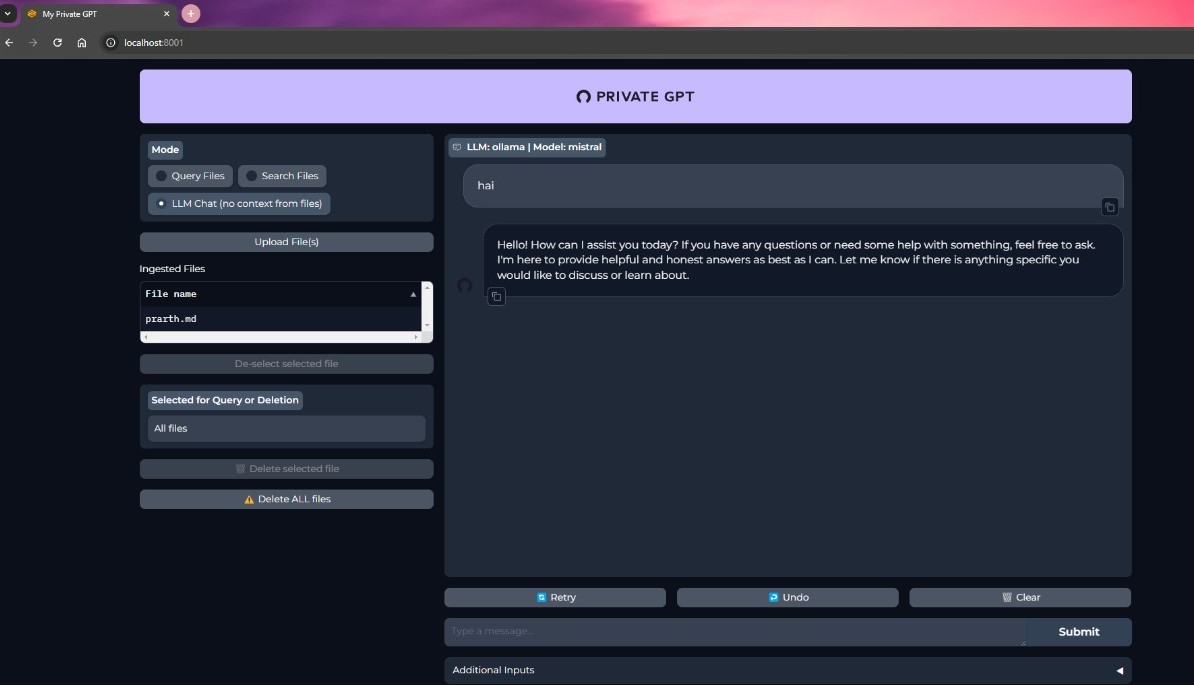 My Private GPT
localhost:8001
PRIVATE GPT
Mode
Query Files
Search Files
LLM Chat (no context from files)
Upload File(s)
Ingested Files
File name
prarth.md
De-select selected file
Selected for Query or Deletion
All files
Delete selected file
Delete ALL files
LLM: ollama | Model: mistral
hai
Hello! How can I assist you today? If you have any questions or need some help with something, feel free to ask.
I'm here to provide helpful and honest answers as best as I can. Let me know if there is anything specific you
would like to discuss or learn about.
Retry
Undo
Clear
Type a message...
Submit
Additional Inputs